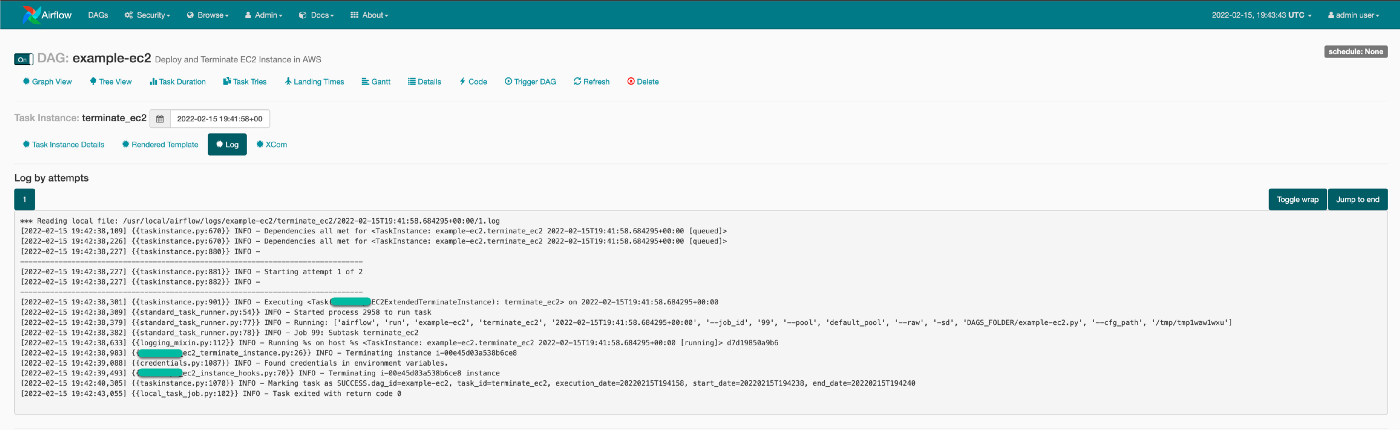 Airflow DAGs Security Browse Admin Docs About 2022-02-15, 19:43:43 UTC admin user
On DAG: example-ec2 Deploy and Terminate EC2 Instance in AWS schedule: None
Graph View Tree View Task Duration Task Tries Landing Times Gantt Details Code Trigger DAG Refresh Delete
Task Instance: terminate_ec2 2022-02-15 19:41:58+00
Task Instance Details Rendered Template Log XCom
Log by attempts
1 Toggle wrap Jump to end
*** Reading local file: /usr/local/airflow/logs/example-ec2/terminate_ec2/2022-02-15T19:41:58.684295+00:00/1.log
[2022-02-15 19:42:38,109] {{taskinstance.py:670}} INFO - Dependencies all met for <TaskInstance: example-ec2.terminate_ec2 2022-02-15T19:41:58.684295+00:00 [queued]>
[2022-02-15 19:42:38,226] {{taskinstance.py:670}} INFO - Dependencies all met for <TaskInstance: example-ec2.terminate_ec2 2022-02-15T19:41:58.684295+00:00 [queued]>
[2022-02-15 19:42:38,227] {{taskinstance.py:880}} INFO -
--------------------------------------------------------------------------------
[2022-02-15 19:42:38,227] {{taskinstance.py:881}} INFO - Starting attempt 1 of 2
[2022-02-15 19:42:38,227] {{taskinstance.py:882}} INFO -
--------------------------------------------------------------------------------
[2022-02-15 19:42:38,301] {{taskinstance.py:901}} INFO - Executing <Task( EC2ExtendedTerminateInstance): terminate_ec2> on 2022-02-15T19:41:58.684295+00:00
[2022-02-15 19:42:38,309] {{standard_task_runner.py:54}} INFO - Started process 2958 to run task
[2022-02-15 19:42:38,379] {{standard_task_runner.py:77}} INFO - Running: ['airflow', 'run', 'example-ec2', 'terminate_ec2', '2022-02-15T19:41:58.684295+00:00', '--job_id', '99', '--pool', 'default_pool', '--raw', '-sd', 'DAGS_FOLDER/example-ec2.py', '--cfg_path', '/tmp/tmp1waw1wxu']
[2022-02-15 19:42:38,382] {{standard_task_runner.py:78}} INFO - Job 99: Subtask terminate_ec2
[2022-02-15 19:42:38,633] {{logging_mixin.py:112}} INFO - Running %s on host %s <TaskInstance: example-ec2.terminate_ec2 2022-02-15T19:41:58.684295+00:00 [running]> d7d19850a9b6
[2022-02-15 19:42:38,983] {{ ec2_terminate_instance.py:26}} INFO - Terminating instance i-00e45d03a538b6ce8
[2022-02-15 19:42:39,088] {{credentials.py:1087}} INFO - Found credentials in environment variables.
[2022-02-15 19:42:39,493] {{ ec2_instance_hooks.py:70}} INFO - Terminating i-00e45d03a538b6ce8 instance
[2022-02-15 19:42:40,305] {{taskinstance.py:1070}} INFO - Marking task as SUCCESS.dag_id=example-ec2, task_id=terminate_ec2, execution_date=20220215T194158, start_date=20220215T194238, end_date=20220215T194240
[2022-02-15 19:42:43,055] {{local_task_job.py:102}} INFO - Task exited with return code 0